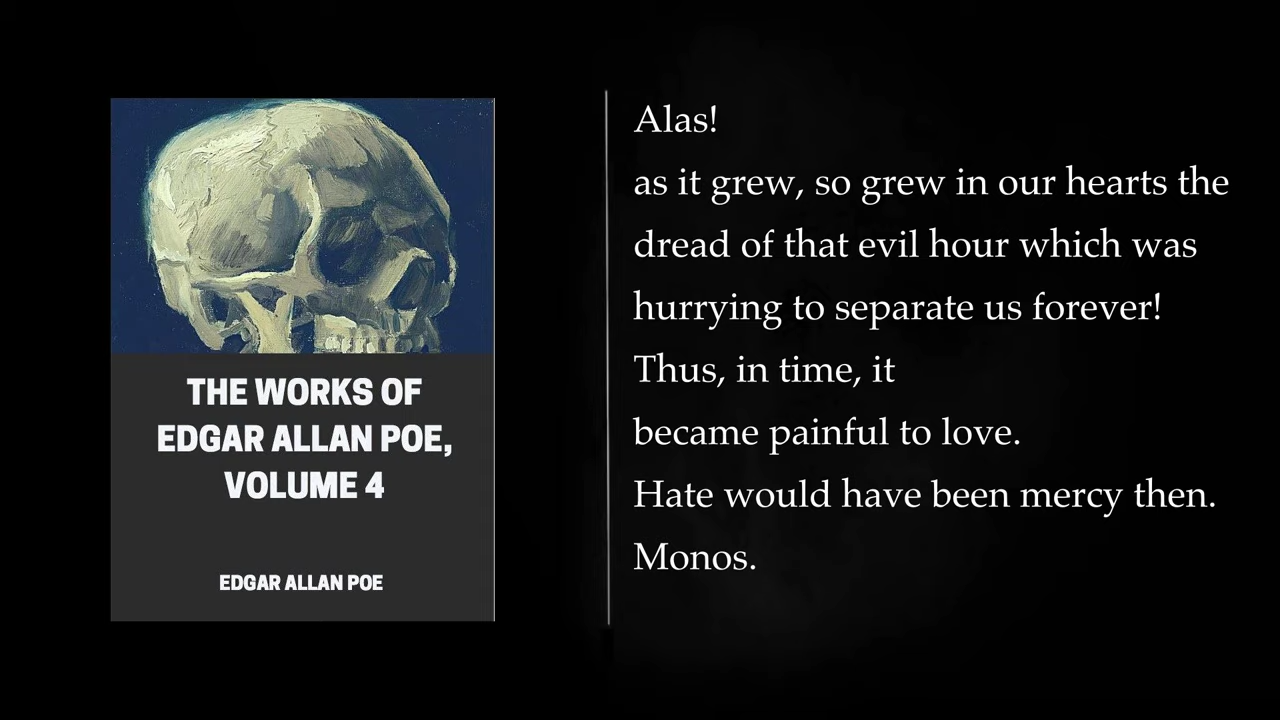 THE WORKS OF
EDGAR ALLAN POE,
VOLUME 4
EDGAR ALLAN POE
Alas!
as it grew, so grew in our hearts the
dread of that evil hour which was
hurrying to separate us forever!
Thus, in time, it
became painful to love.
Hate would have been mercy then.
Monos.